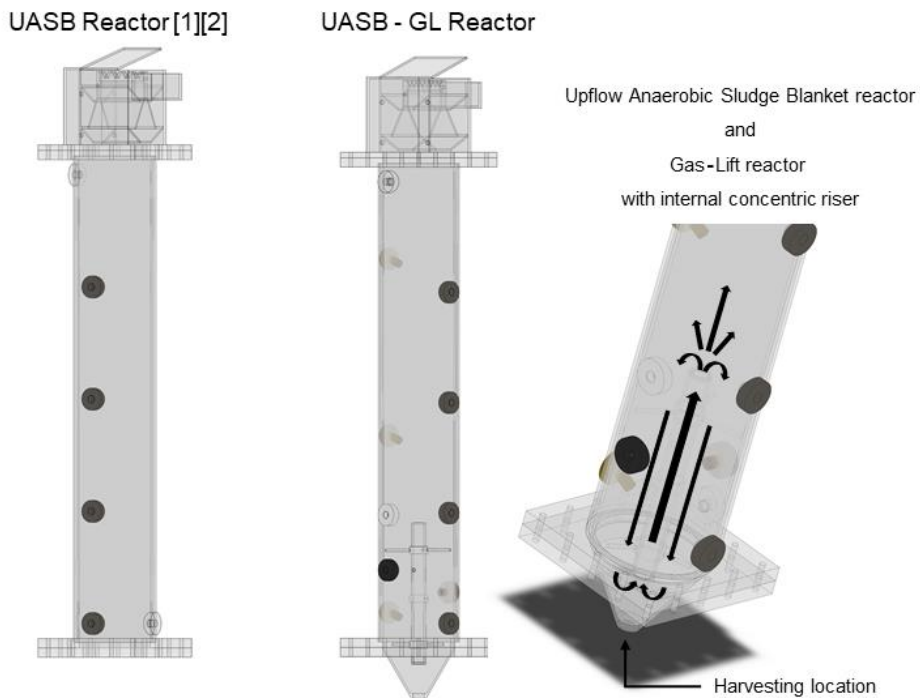 UASB Reactor [1][2]
UASB - GL Reactor
Upflow Anaerobic Sludge Blanket reactor
and
Gas-Lift reactor
with internal concentric riser
Harvesting location